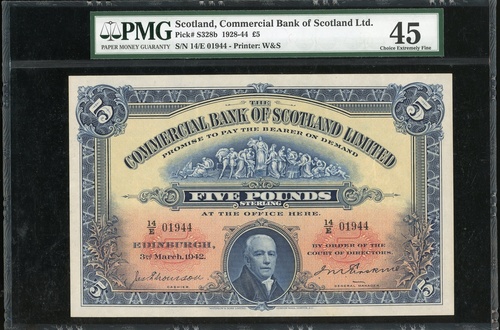 PMG
PAPER MONEY GUARANTY
Scotland, Commercial Bank of Scotland Ltd.
Pick# S328b 1928-44 £5
S/N 14/E 01944 - Printer: W&S
45
Choice Extremely Fine
5
5
THE
COMMERCIAL BANK OF SCOTLAND LIMITED
PROMISE TO PAY THE BEARER ON DEMAND
FIVE POUNDS
STERLING
AT THE OFFICE HERE.
14/E 01944
14/E 01944
EDINBURGH,
3rd March, 1942.
BY ORDER OF THE
COURT OF DIRECTORS.
CASHIER
GENERAL MANAGER
5
5